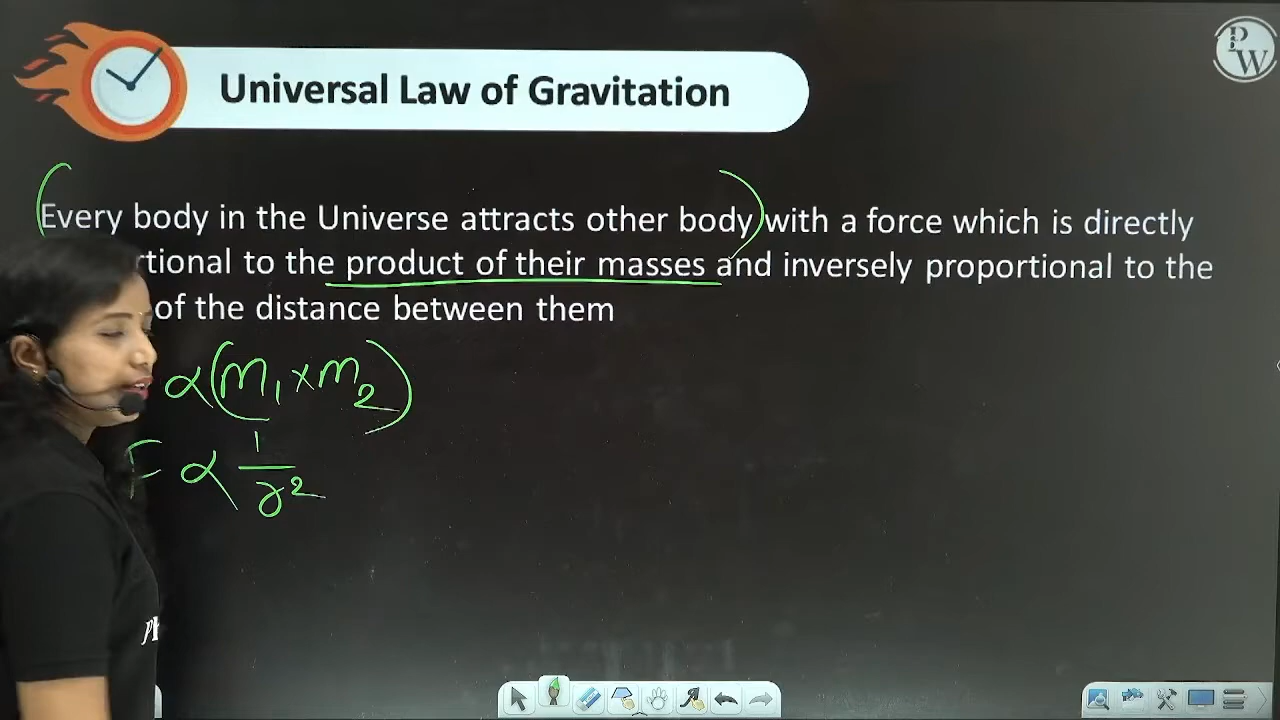 PW
Universal Law of Gravitation
Every body in the Universe attracts other body with a force which is directly
rtional to the product of their masses and inversely proportional to the
of the distance between them
α (m₁ × m₂)
F α 1/r²